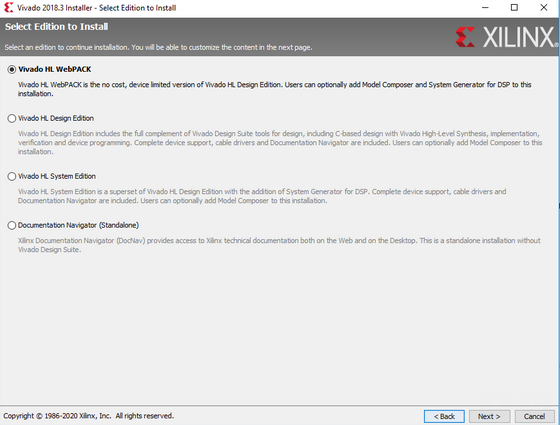 Vivado 2018.3 Installer - Select Edition to Install
Select Edition to Install
Select an edition to continue installation. You will be able to customize the content in the next page.
XILINX®
Vivado HL WebPACK
Vivado HL WebPACK is the no cost, device limited version of Vivado HL Design Edition. Users can optionally add Model Composer and System Generator for DSP to this
installation.
Vivado HL Design Edition
Vivado HL Design Edition includes the full complement of Vivado Design Suite tools for design, including C-based design with Vivado High-Level Synthesis, implementation,
verification and device programming. Complete device support, cable drivers and Documentation Navigator are included. Users can optionally add Model Composer to this
installation.
Vivado HL System Edition
Vivado HL System Edition is a superset of Vivado HL Design Edition with the addition of System Generator for DSP. Complete device support, cable drivers and
Documentation Navigator are included. Users can optionally add Model Composer to this installation.
Documentation Navigator (Standalone)
Xilinx Documentation Navigator (DocNav) provides access to Xilinx technical documentation both on the Web and on the Desktop. This is a standalone installation without
Vivado Design Suite.
Copyright © 1986-2020 Xilinx, Inc. All rights reserved.
< Back
Next >
Cancel